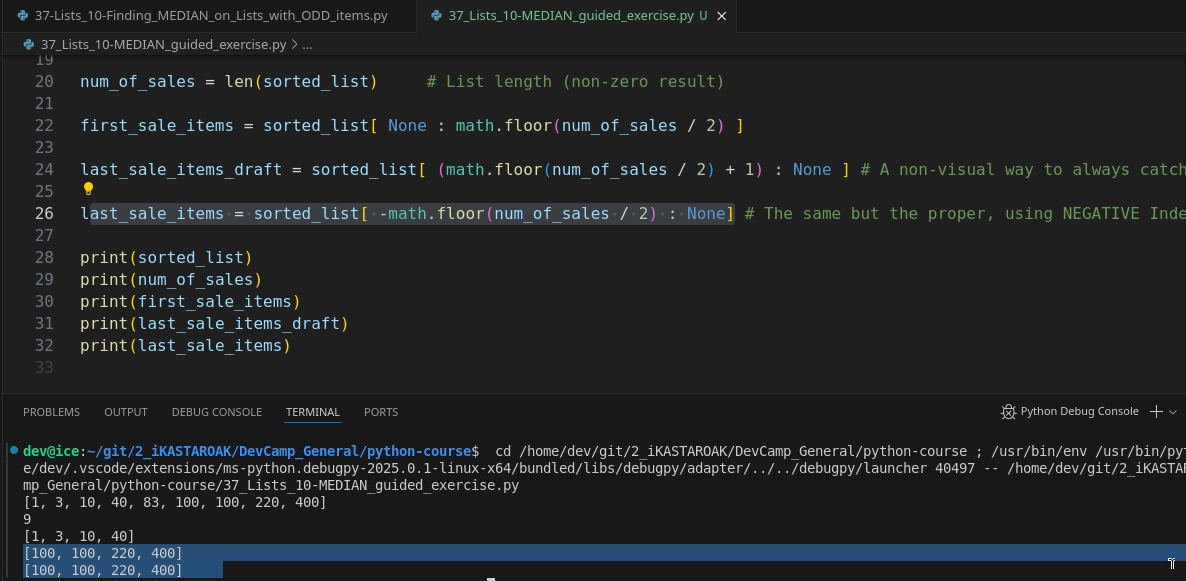 37-Lists_10-Finding_MEDIAN_on_Lists_with_ODD_items.py 37_Lists_10-MEDIAN_guided_exercise.py U
37_Lists_10-MEDIAN_guided_exercise.py > ...
19
20 num_of_sales = len(sorted_list) # List length (non-zero result)
21
22 first_sale_items = sorted_list[ None : math.floor(num_of_sales / 2) ]
23
24 last_sale_items_draft = sorted_list[ (math.floor(num_of_sales / 2) + 1) : None ] # A non-visual way to always catch
25
26 last_sale_items = sorted_list[ -math.floor(num_of_sales / 2) : None] # The same but the proper, using NEGATIVE Inde
27
28 print(sorted_list)
29 print(num_of_sales)
30 print(first_sale_items)
31 print(last_sale_items_draft)
32 print(last_sale_items)
33
PROBLEMS OUTPUT DEBUG CONSOLE TERMINAL PORTS Python Debug Console
dev@ice:~/git/2_iKASTAROAK/DevCamp_General/python-course$ cd /home/dev/git/2_iKASTAROAK/DevCamp_General/python-course ; /usr/bin/env /usr/bin/pyt
e/dev/.vscode/extensions/ms-python.debugpy-2025.0.1-linux-x64/bundled/libs/debugpy/adapter/../../debugpy/launcher 40497 -- /home/dev/git/2_iKASTAR
mp_General/python-course/37_Lists_10-MEDIAN_guided_exercise.py
[1, 3, 10, 40, 83, 100, 100, 220, 400]
9
[1, 3, 10, 40]
[100, 100, 220, 400]
[100, 100, 220, 400]